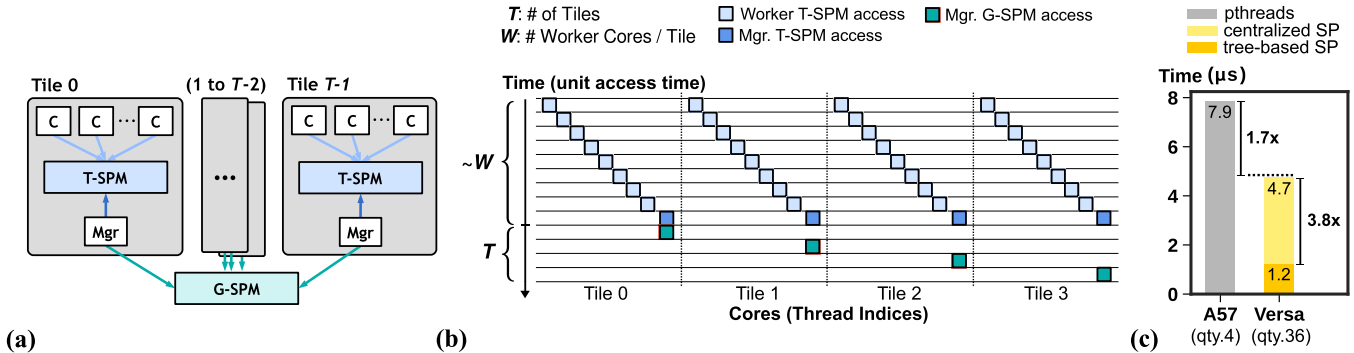 Tile 0
(1 to T-2)
Tile T-1
C C ... C
C C ... C
T-SPM
...
T-SPM
Mgr
Mgr
G-SPM
(a)
T: # of Tiles
W: # Worker Cores / Tile
Worker T-SPM access
Mgr. T-SPM access
Mgr. G-SPM access
Time (unit access time)
~W
T
Tile 0 Tile 1 Tile 2 Tile 3
Cores (Thread Indices)
(b)
pthreads
centralized SP
tree-based SP
Time (μs)
8
6
4
2
0
7.9
1.7x
4.7
3.8x
1.2
A57 Versa
(qty.4) (qty.36)
(c)